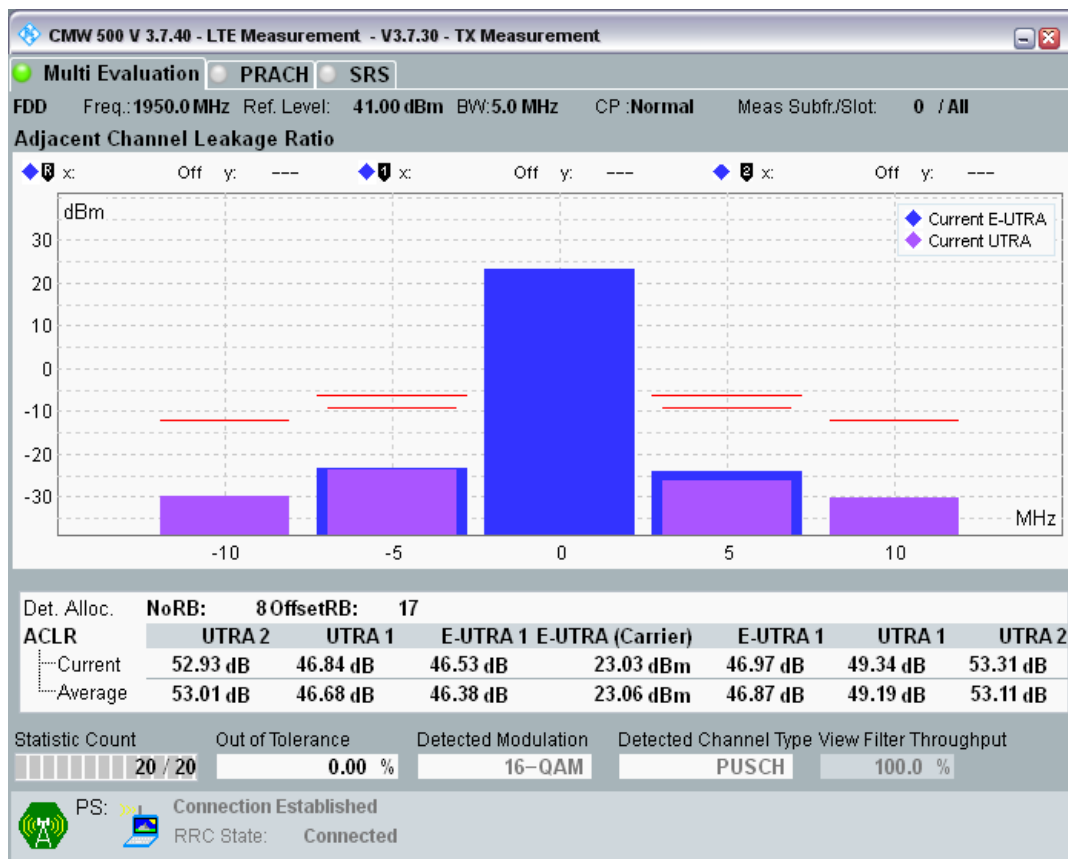 CMW 500 V 3.7.40 - LTE Measurement - V3.7.30 - TX Measurement
Multi Evaluation PRACH SRS
FDD Freq.: 1950.0 MHz Ref. Level: 41.00 dBm BW: 5.0 MHz CP : Normal Meas Subfr./Slot: 0 / All
Adjacent Channel Leakage Ratio
R x: Off y: --- 1 x: Off y: --- 2 x: Off y: ---
dBm
Current E-UTRA
Current UTRA
30
20
10
0
-10
-20
-30
MHz
-10 -5 0 5 10
Det. Alloc. NoRB: 8 OffsetRB: 17
ACLR UTRA 2 UTRA 1 E-UTRA 1 E-UTRA (Carrier) E-UTRA 1 UTRA 1 UTRA 2
Current 52.93 dB 46.84 dB 46.53 dB 23.03 dBm 46.97 dB 49.34 dB 53.31 dB
Average 53.01 dB 46.68 dB 46.38 dB 23.06 dBm 46.87 dB 49.19 dB 53.11 dB
Statistic Count Out of Tolerance Detected Modulation Detected Channel Type View Filter Throughput
20 / 20 0.00 % 16-QAM PUSCH 100.0 %
PS: Connection Established
RRC State: Connected